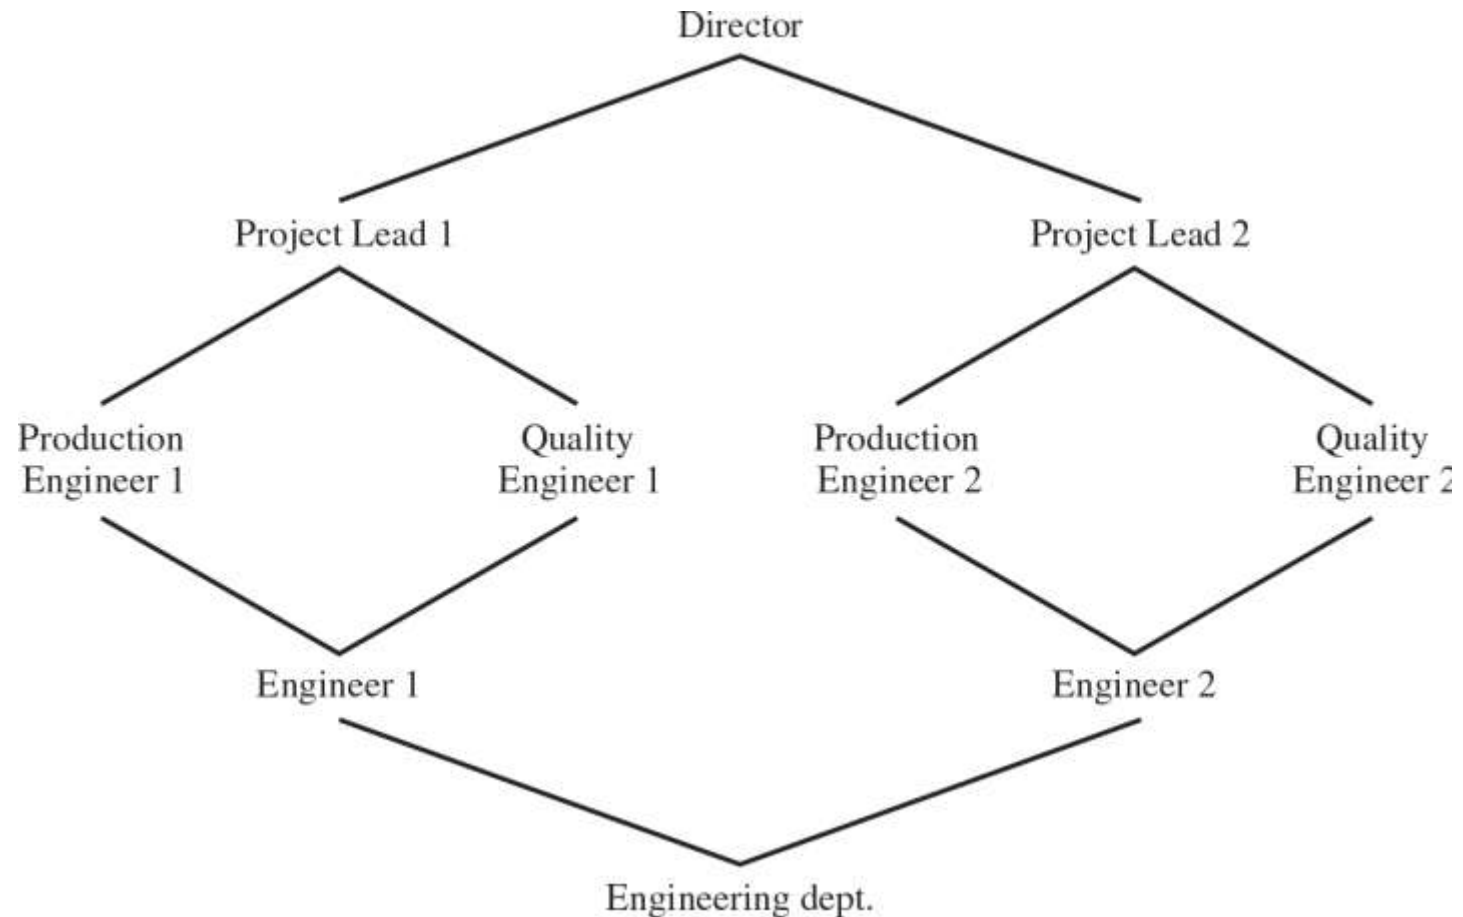 Director
Project Lead 1
Project Lead 2
Production
Engineer 1
Quality
Engineer 1
Production
Engineer 2
Quality
Engineer 2
Engineer 1
Engineer 2
Engineering dept.